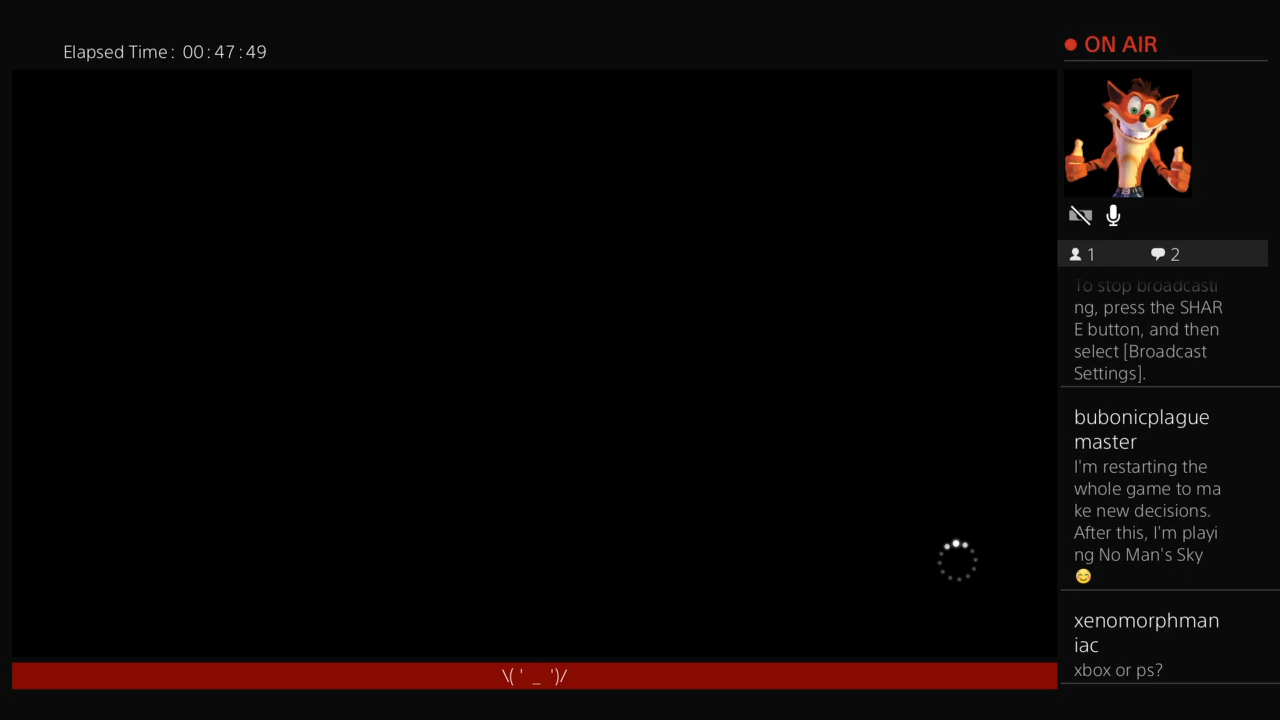 Elapsed Time: 00:47:49
ON AIR
1 2
To stop broadcasti
ng, press the SHAR
E button, and then
select [Broadcast
Settings].
bubonicplague
master
I'm restarting the
whole game to ma
ke new decisions.
After this, I'm playi
ng No Man's Sky
😊
xenomorphman
iac
xbox or ps?
\( ' _ ')/